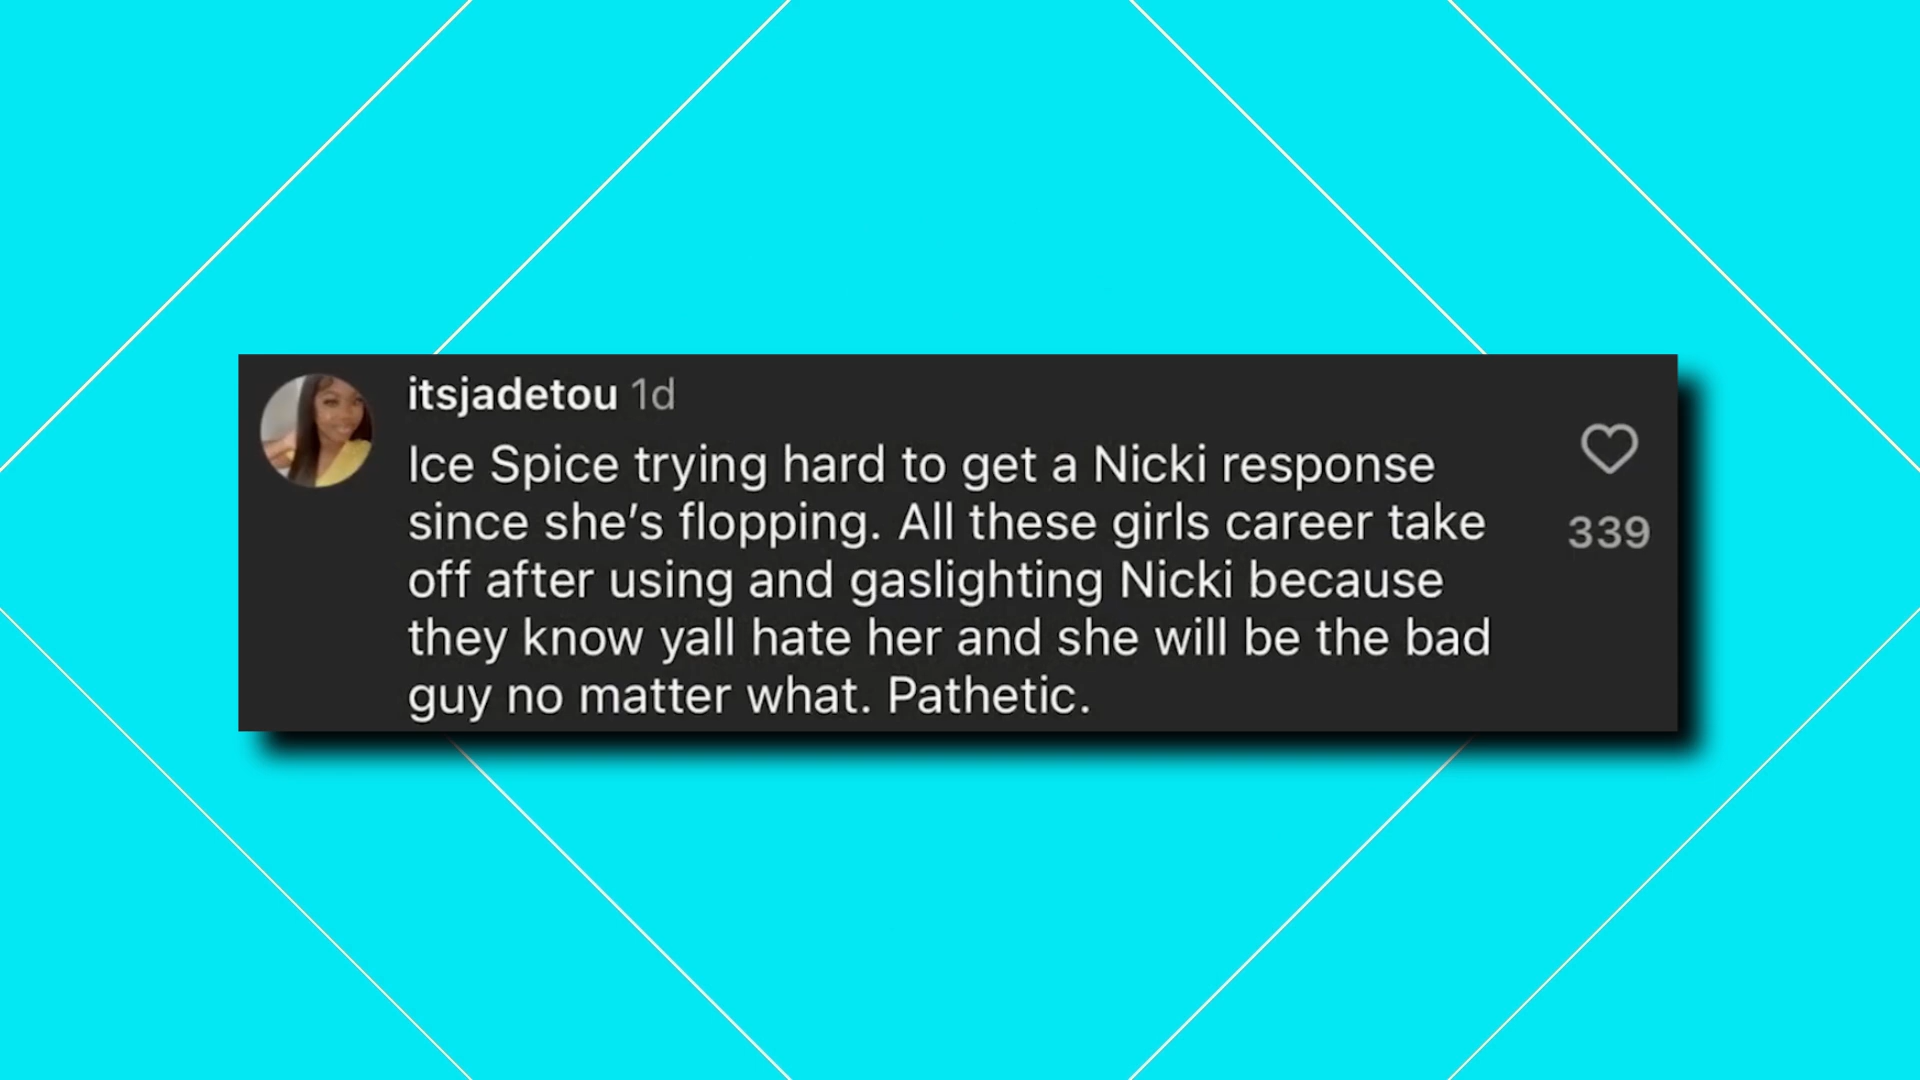 itsjadetou 1d
Ice Spice trying hard to get a Nicki response
since she’s flopping. All these girls career take
off after using and gaslighting Nicki because
they know yall hate her and she will be the bad
guy no matter what. Pathetic.
339